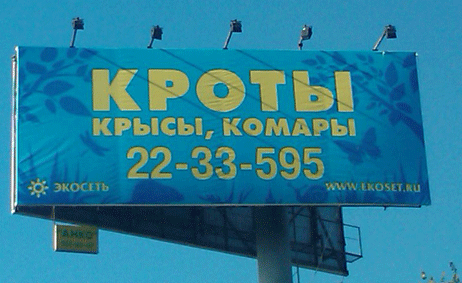 КРОТЫ
КРЫСЫ, КОМАРЫ
22-33-595
ЭКОСЕТЬ
WWW.EKOSET.RU